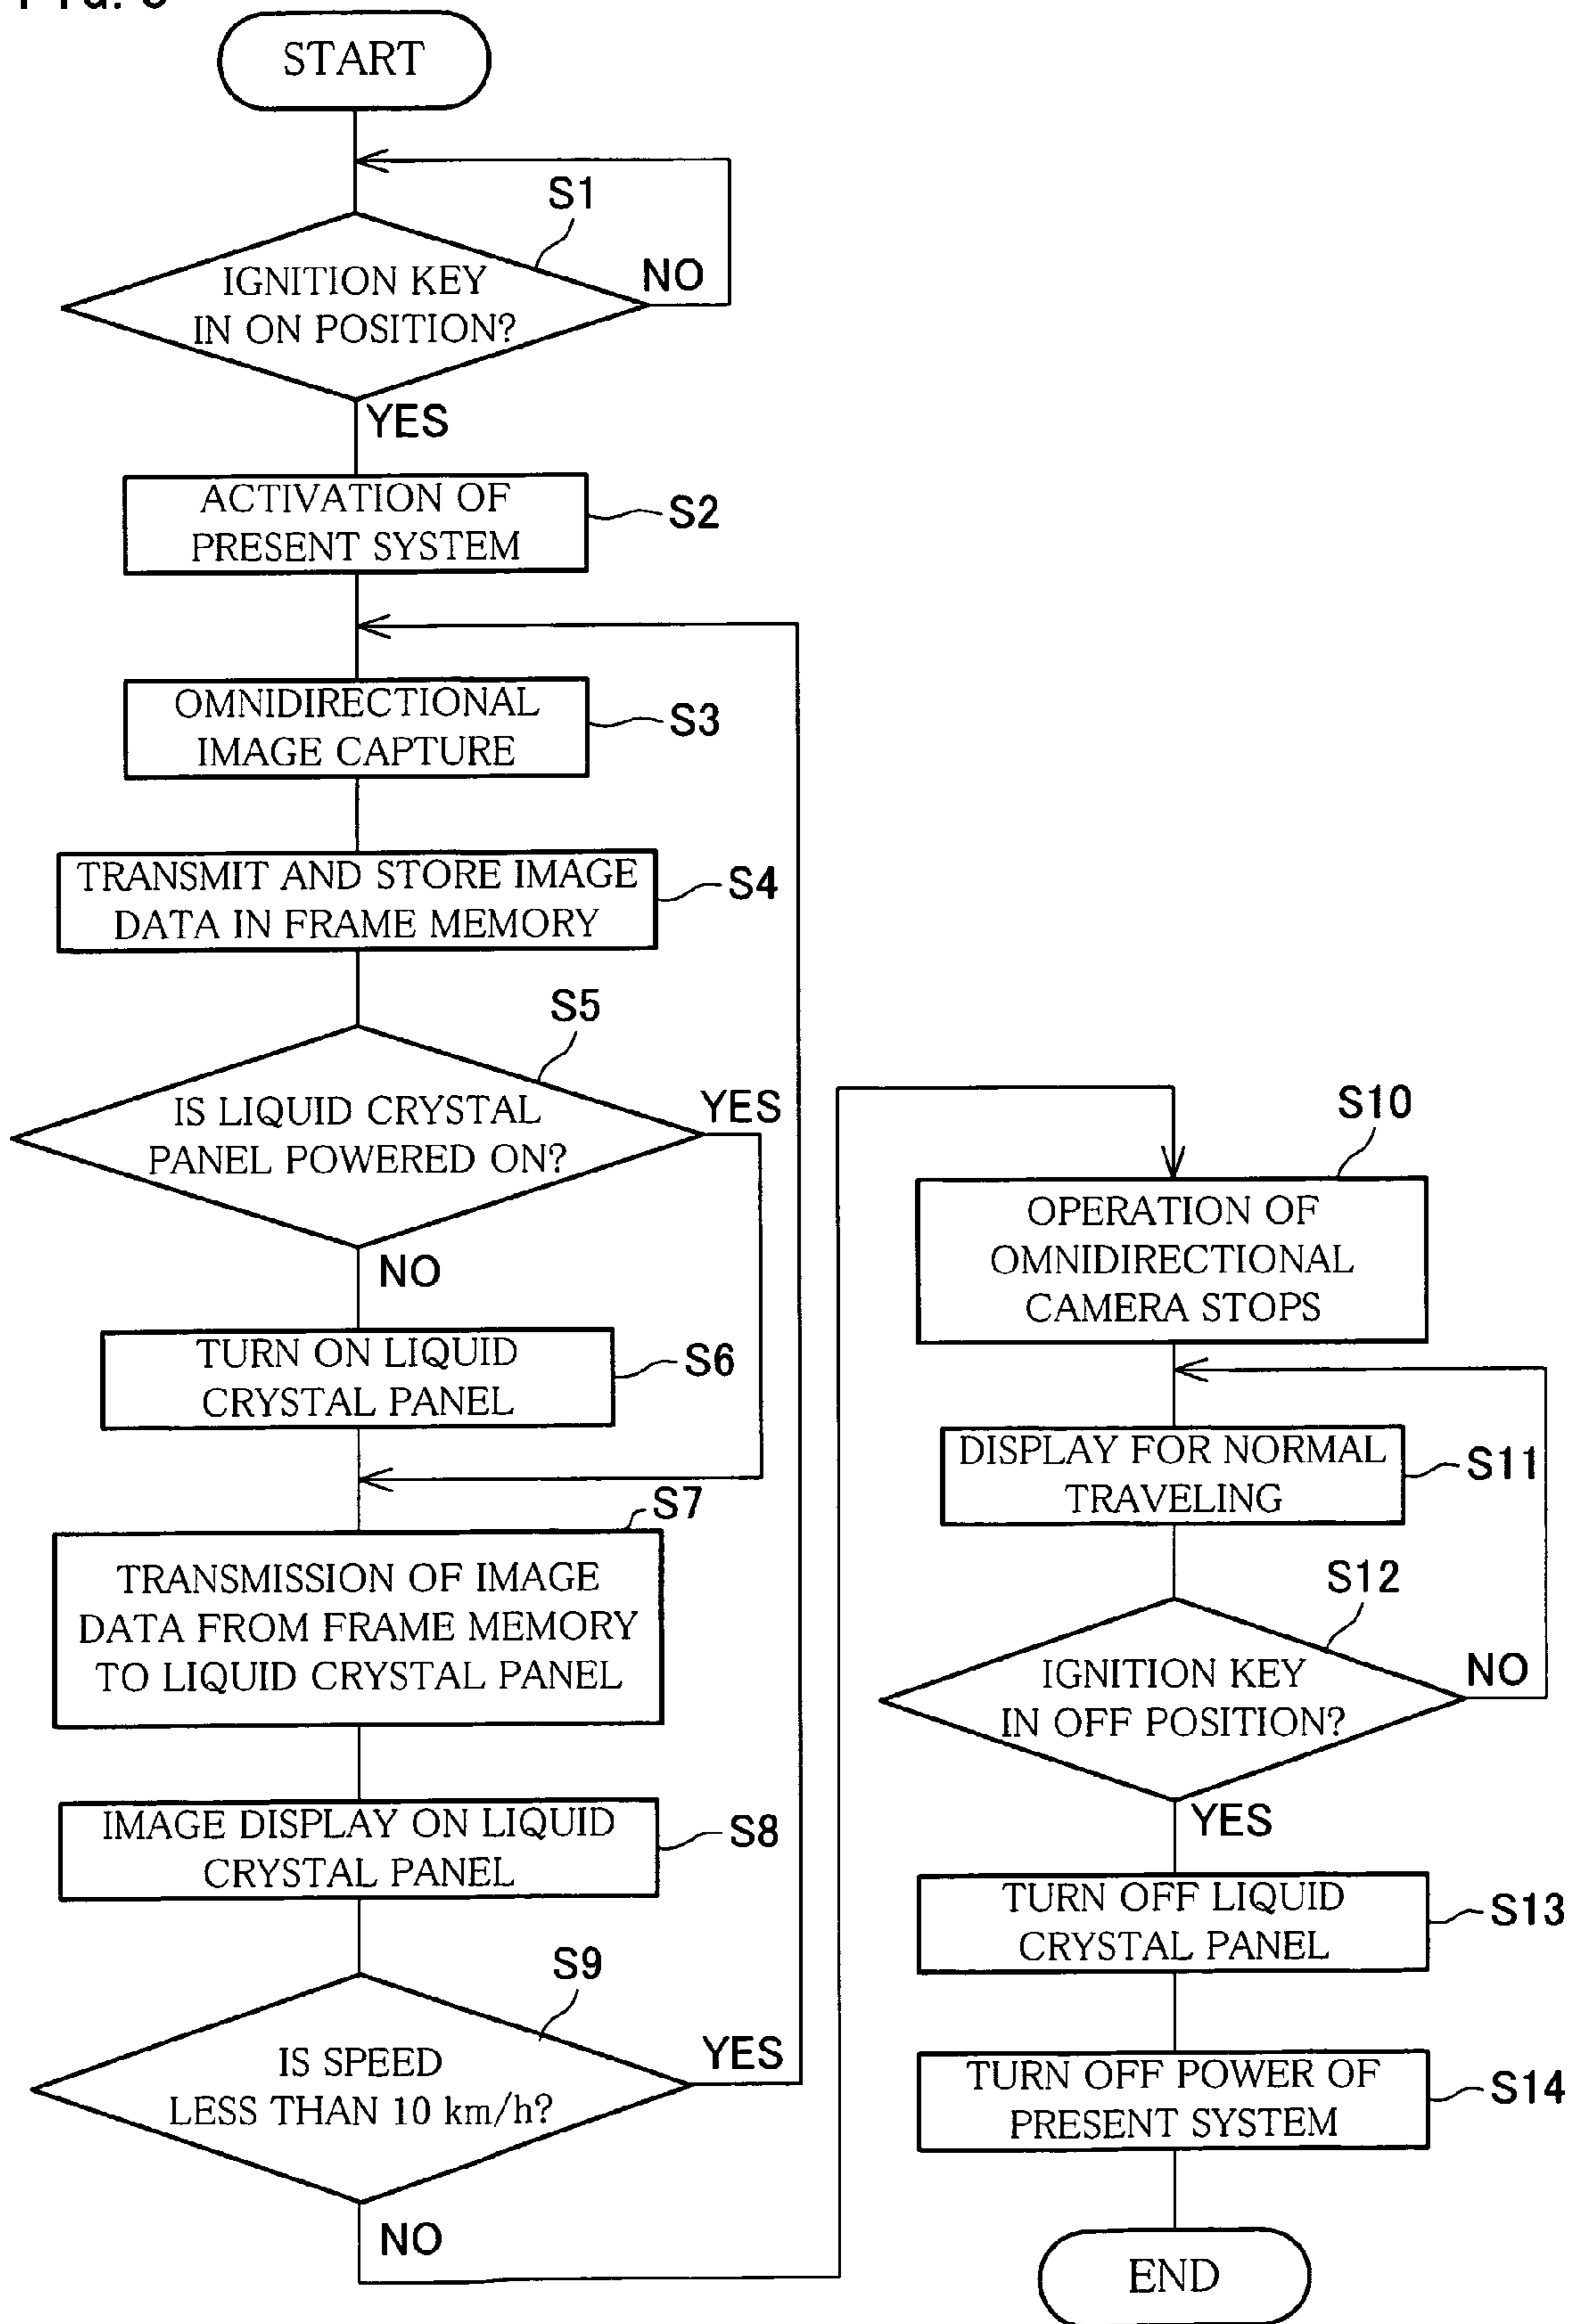 START
S1
IGNITION KEY
IN ON POSITION?
NO
YES
ACTIVATION OF
PRESENT SYSTEM
S2
OMNIDIRECTIONAL
IMAGE CAPTURE
S3
TRANSMIT AND STORE IMAGE
DATA IN FRAME MEMORY
S4
S5
IS LIQUID CRYSTAL
PANEL POWERED ON?
YES
NO
TURN ON LIQUID
CRYSTAL PANEL
S6
S7
TRANSMISSION OF IMAGE
DATA FROM FRAME MEMORY
TO LIQUID CRYSTAL PANEL
IMAGE DISPLAY ON LIQUID
CRYSTAL PANEL
S8
S9
IS SPEED
LESS THAN 10 km/h?
YES
NO
S10
OPERATION OF
OMNIDIRECTIONAL
CAMERA STOPS
DISPLAY FOR NORMAL
TRAVELING
S11
S12
IGNITION KEY
IN OFF POSITION?
NO
YES
TURN OFF LIQUID
CRYSTAL PANEL
S13
TURN OFF POWER OF
PRESENT SYSTEM
S14
END